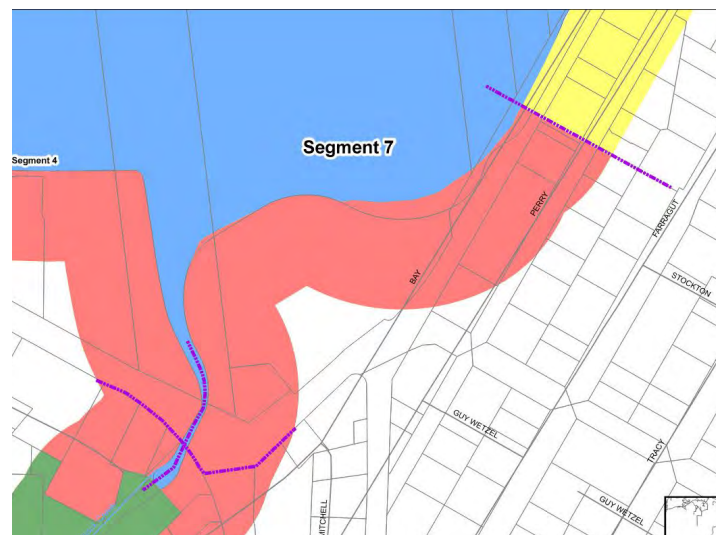 Segment 7
Segment 4
PERRY
FARRAGUT
BAY
STOCKTON
GUY WETZEL
TRACY
GUY WETZEL
MITCHELL